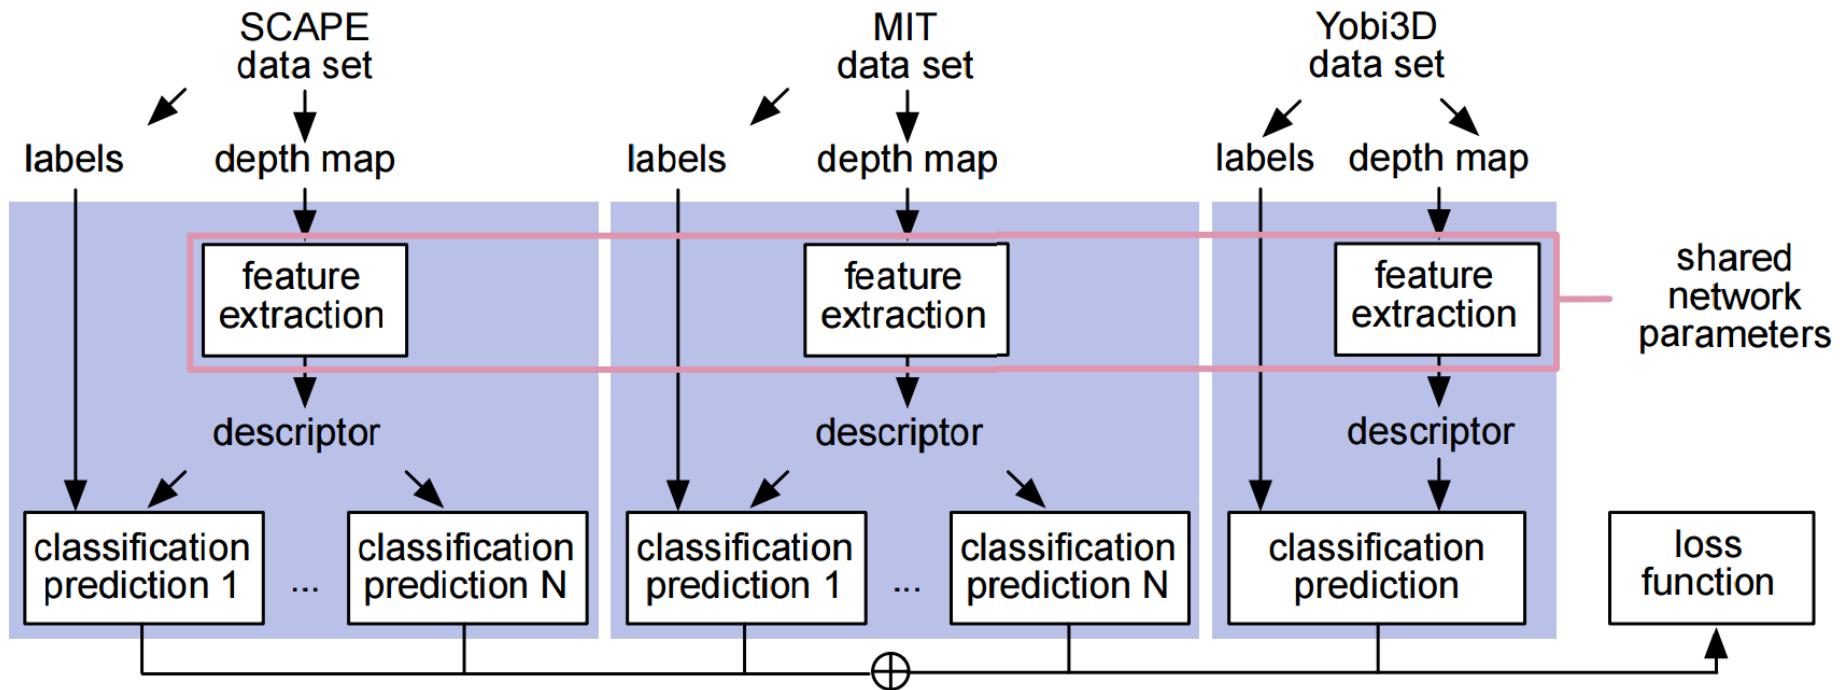 SCAPE
data set
MIT
data set
Yobi3D
data set
labels
depth map
labels
depth map
labels
depth map
feature
extraction
feature
extraction
feature
extraction
shared
network
parameters
descriptor
descriptor
descriptor
classification
prediction 1
...
classification
prediction N
classification
prediction 1
...
classification
prediction N
classification
prediction
loss
function